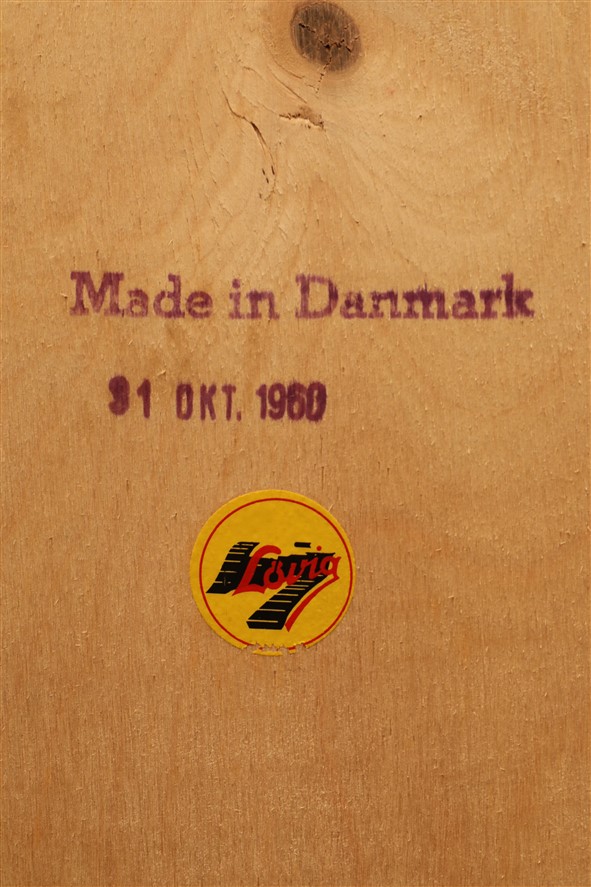 Made in Danmark
31 OKT. 1960
Løvig